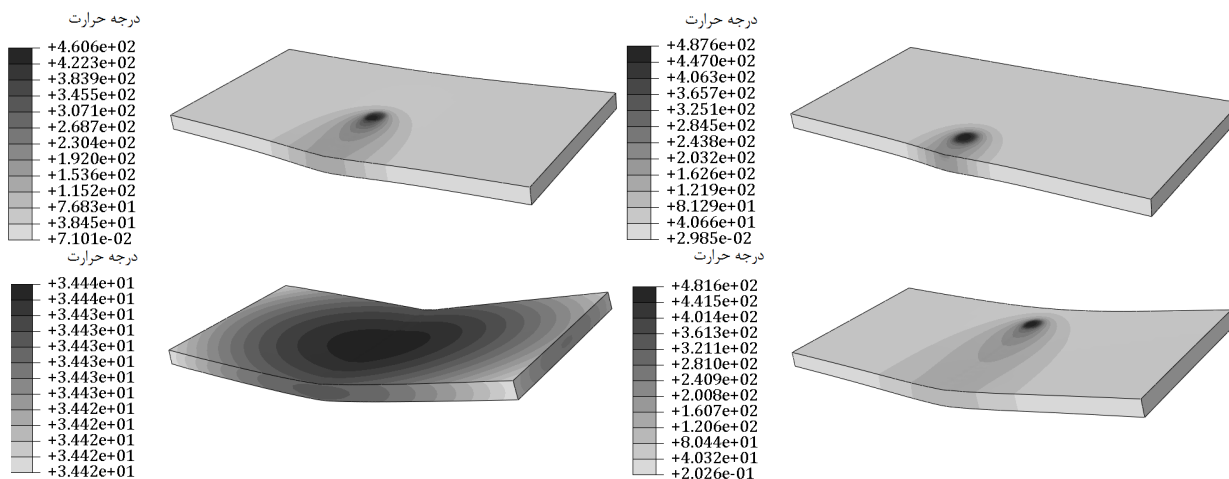 درجه حرارت
+4.606e+02
+4.223e+02
+3.839e+02
+3.455e+02
+3.071e+02
+2.687e+02
+2.304e+02
+1.920e+02
+1.536e+02
+1.152e+02
+7.683e+01
+3.845e+01
+7.101e-02
درجه حرارت
+4.876e+02
+4.470e+02
+4.063e+02
+3.657e+02
+3.251e+02
+2.845e+02
+2.438e+02
+2.032e+02
+1.626e+02
+1.219e+02
+8.129e+01
+4.066e+01
+2.985e-02
درجه حرارت
+3.444e+01
+3.444e+01
+3.443e+01
+3.443e+01
+3.443e+01
+3.443e+01
+3.443e+01
+3.443e+01
+3.442e+01
+3.442e+01
+3.442e+01
+3.442e+01
+3.442e+01
درجه حرارت
+4.816e+02
+4.415e+02
+4.014e+02
+3.613e+02
+3.211e+02
+2.810e+02
+2.409e+02
+2.008e+02
+1.607e+02
+1.206e+02
+8.044e+01
+4.032e+01
+2.026e-01